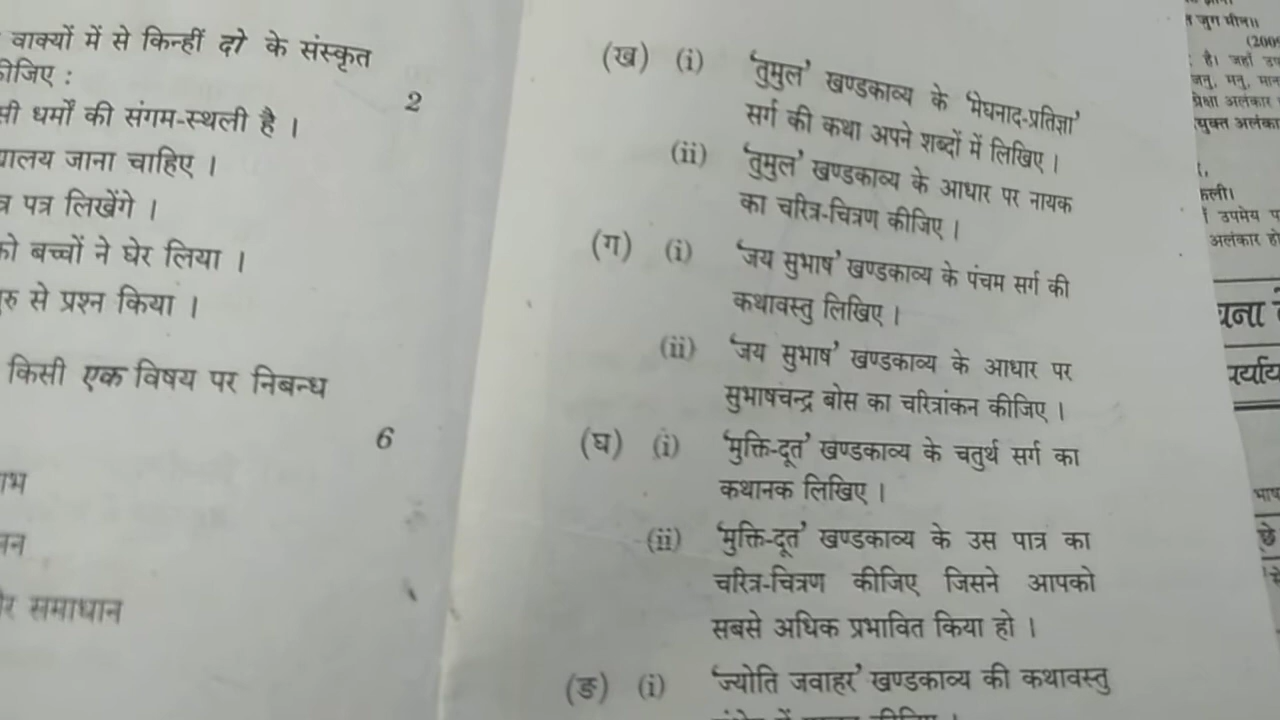 वाक्यों में से किन्हीं दो के संस्कृत
कीजिए :
2
धर्मों की संगम-स्थली है ।
जाना चाहिए ।
पत्र लिखेंगे ।
को बच्चों ने घेर लिया ।
से प्रश्न किया ।
किसी एक विषय पर निबन्ध
6
समाधान
(ख) (i) 'तुमुल' खण्डकाव्य के 'मेघनाद-प्रतिज्ञा'
सर्ग की कथा अपने शब्दों में लिखिए ।
(ii) 'तुमुल' खण्डकाव्य के आधार पर नायक
का चरित्र-चित्रण कीजिए ।
(ग) (i) 'जय सुभाष' खण्डकाव्य के पंचम सर्ग की
कथावस्तु लिखिए ।
(ii) 'जय सुभाष' खण्डकाव्य के आधार पर
सुभाषचन्द्र बोस का चरित्रांकन कीजिए ।
(घ) (i) 'मुक्ति-दूत' खण्डकाव्य के चतुर्थ सर्ग का
कथानक लिखिए ।
(ii) 'मुक्ति-दूत' खण्डकाव्य के उस पात्र का
चरित्र-चित्रण कीजिए जिसने आपको
सबसे अधिक प्रभावित किया हो ।
(ङ) (i) 'ज्योति जवाहर' खण्डकाव्य की कथावस्तु
जुग मीन॥
है। जहाँ
जनु, मनु,
अलंकार
उपमेय
अलंकार